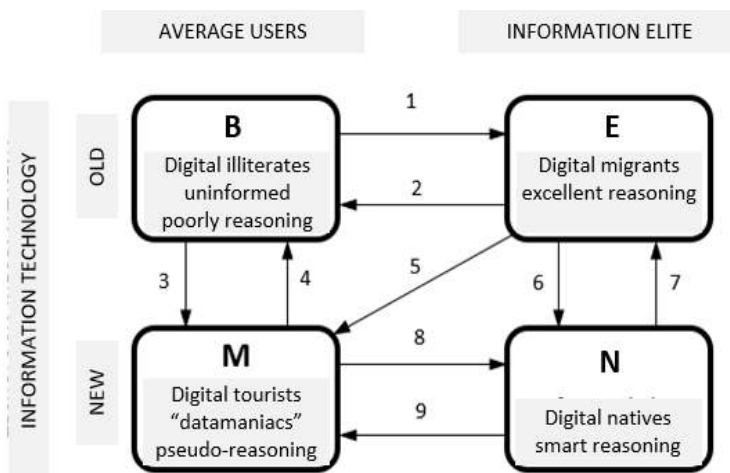 AVERAGE USERS
INFORMATION ELITE
INFORMATION TECHNOLOGY
OLD
B
Digital illiterates
uninformed
poorly reasoning
1
2
E
Digital migrants
excellent reasoning
3
4
5
6
7
NEW
M
Digital tourists
“datamaniacs”
pseudo-reasoning
8
9
N
Digital natives
smart reasoning